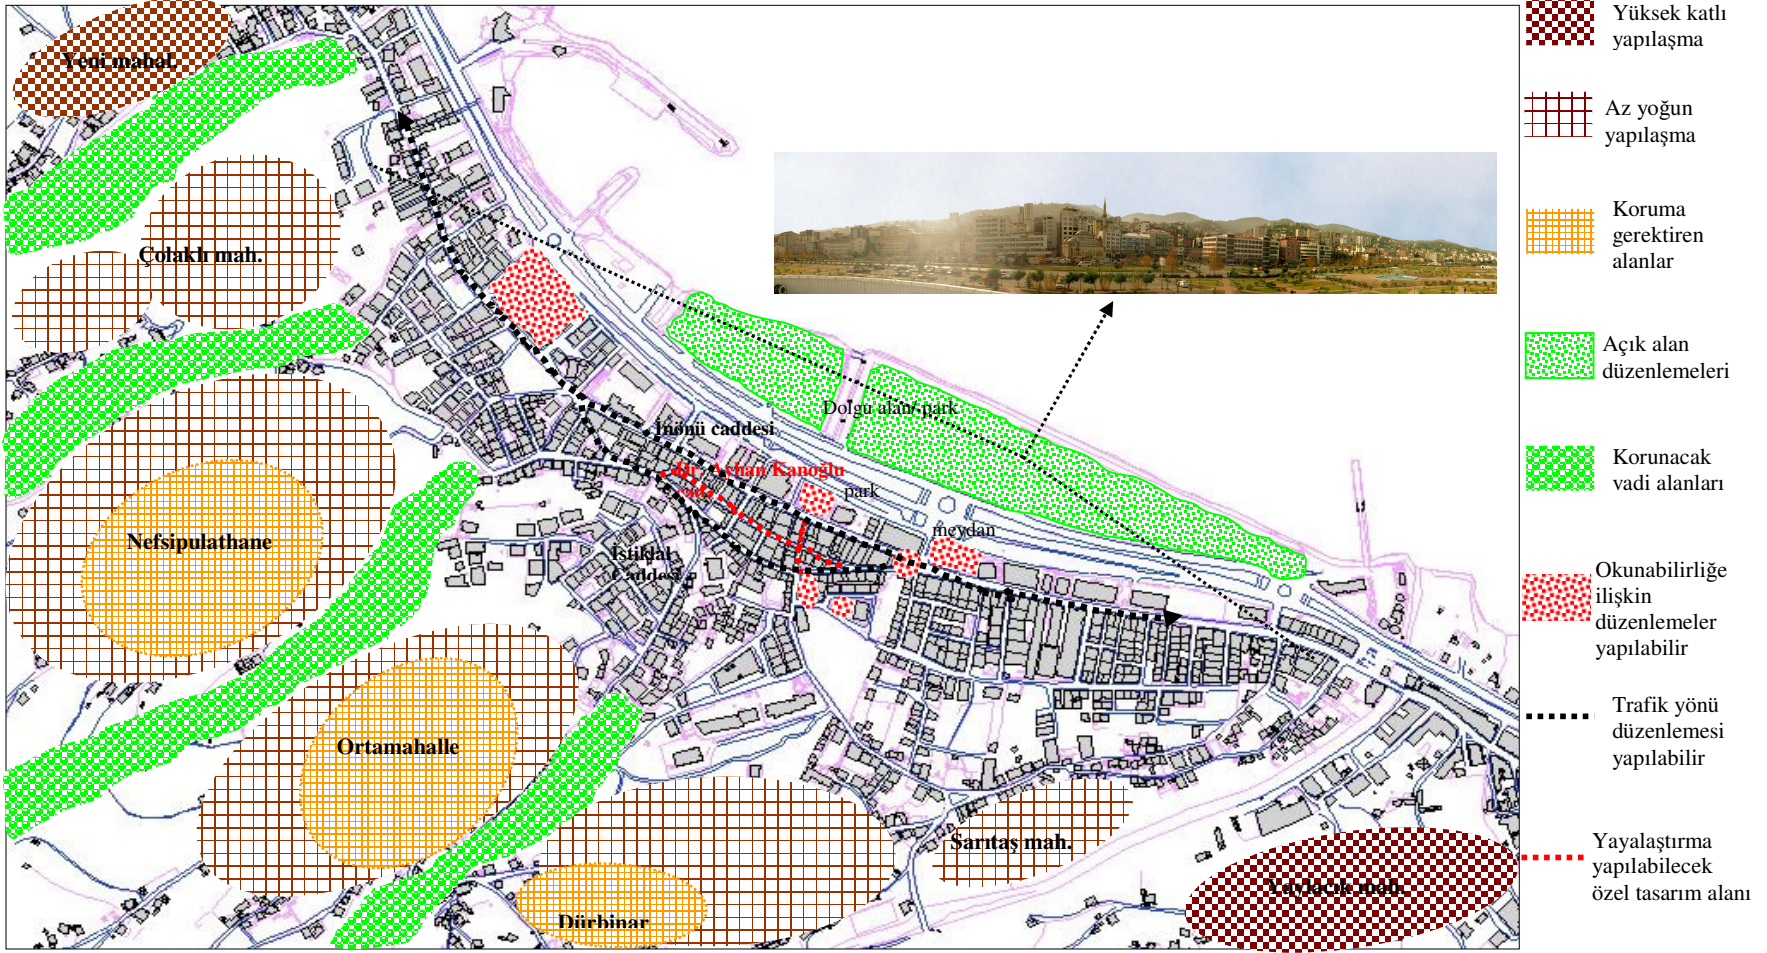 Yeni mahal.
Çolaklı mah.
Nefsipulathane
Ortamahalle
Dürbinar
Sarıtaş mah.
Yaylacık mah.
İnönü caddesi
Dr. Ayhan Kanoğlu
cad.
İstiklal
Caddesi
Dolgu alan/ park
park
meydan
Yüksek katlı
yapılaşma
Az yoğun
yapılaşma
Koruma
gerektiren
alanlar
Açık alan
düzenlemeleri
Korunacak
vadi alanları
Okunabilirliğe
ilişkin
düzenlemeler
yapılabilir
Trafik yönü
düzenlemesi
yapılabilir
Yayalaştırma
yapılabilecek
özel tasarım alanı